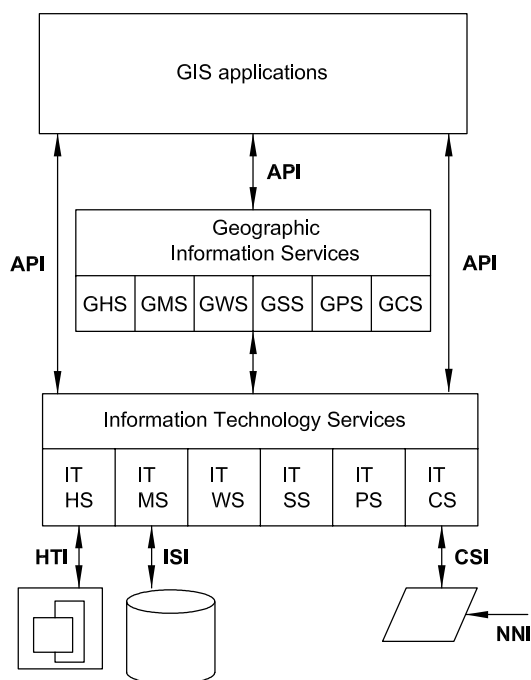 GIS applications
API
API
API
Geographic
Information Services
GHS GMS GWS GSS GPS GCS
Information Technology Services
IT IT IT IT IT IT
HS MS WS SS PS CS
HTI ISI CSI
NNI